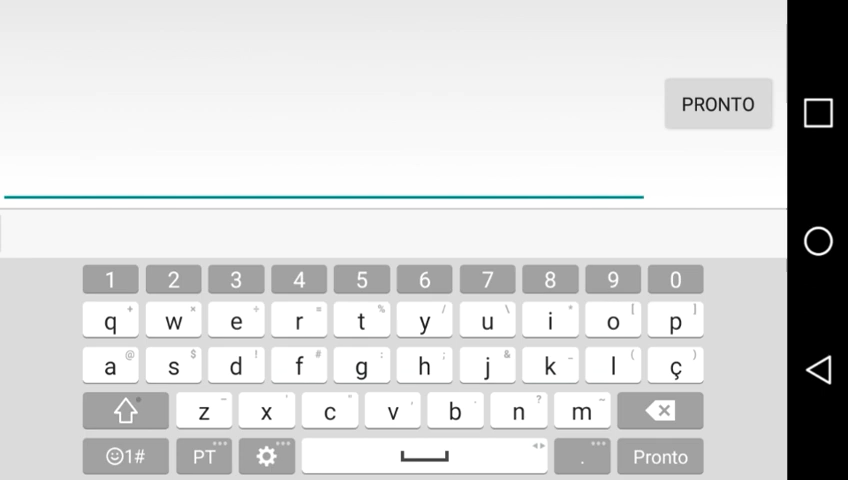 PRONTO
1 2 3 4 5 6 7 8 9 0
q + w × e ÷ r = t % y / u \ i * o [ p ]
a @ s $ d ! f # g : h ; j & k _ l ( ç )
z x ' c " v , b n ? m ~
1# PT . Pronto